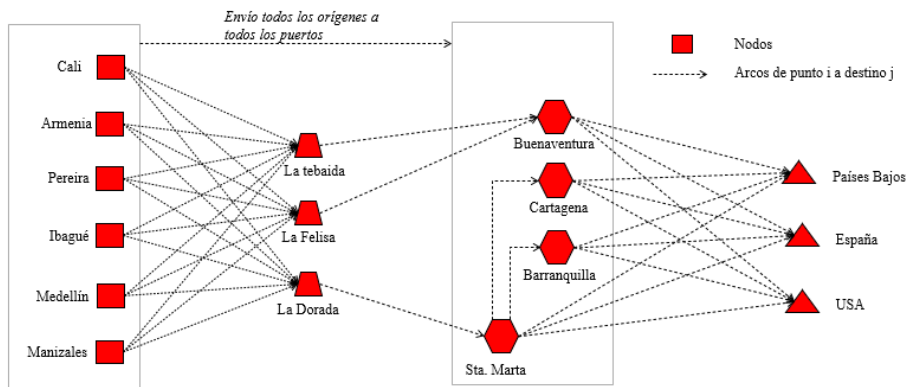 Envío todos los orígenes a
todos los puertos
Nodos
Arcos de punto i a destino j
Cali
Armenia
Pereira
Ibagué
Medellín
Manizales
La tebaida
La Felisa
La Dorada
Buenaventura
Cartagena
Barranquilla
Sta. Marta
Países Bajos
España
USA